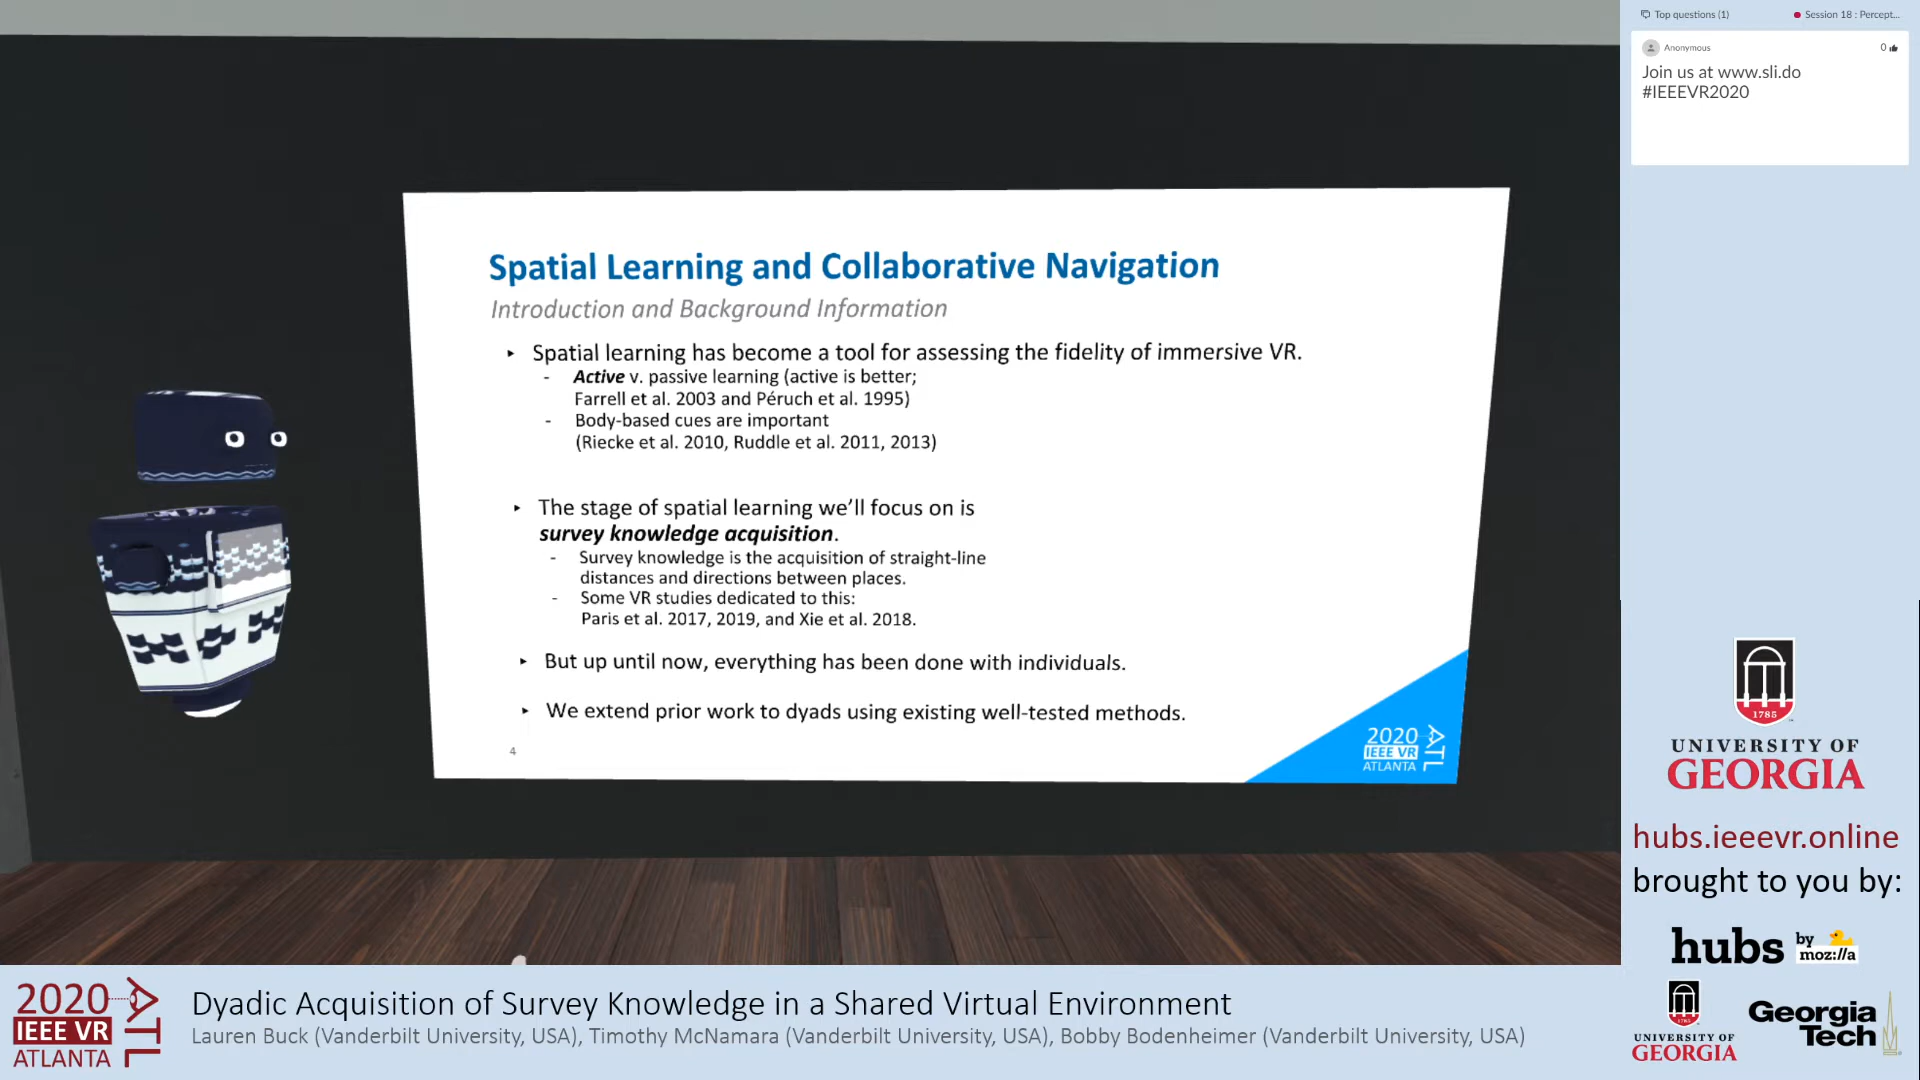 Top questions (1)
Session 18 : Percept...
Anonymous
0
Join us at www.sli.do
#IEEEVR2020
Spatial Learning and Collaborative Navigation
Introduction and Background Information
‣ Spatial learning has become a tool for assessing the fidelity of immersive VR.
- Active v. passive learning (active is better;
Farrell et al. 2003 and Péruch et al. 1995)
- Body-based cues are important
(Riecke et al. 2010, Ruddle et al. 2011, 2013)
‣ The stage of spatial learning we’ll focus on is
survey knowledge acquisition.
- Survey knowledge is the acquisition of straight-line
distances and directions between places.
- Some VR studies dedicated to this:
Paris et al. 2017, 2019, and Xie et al. 2018.
‣ But up until now, everything has been done with individuals.
‣ We extend prior work to dyads using existing well-tested methods.
4
2020
IEEE VR
ATLANTA
ATL
1785
UNIVERSITY OF
GEORGIA
hubs.ieeevr.online
brought to you by:
hubs by
moz://a
UNIVERSITY OF
GEORGIA
Georgia
Tech
2020
IEEE VR
ATLANTA
ATL
Dyadic Acquisition of Survey Knowledge in a Shared Virtual Environment
Lauren Buck (Vanderbilt University, USA), Timothy McNamara (Vanderbilt University, USA), Bobby Bodenheimer (Vanderbilt University, USA)